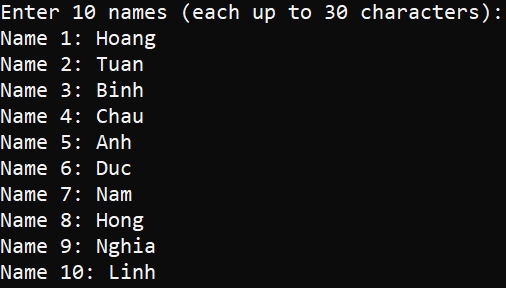 Enter 10 names (each up to 30 characters):
Name 1: Hoang
Name 2: Tuan
Name 3: Binh
Name 4: Chau
Name 5: Anh
Name 6: Duc
Name 7: Nam
Name 8: Hong
Name 9: Nghia
Name 10: Linh